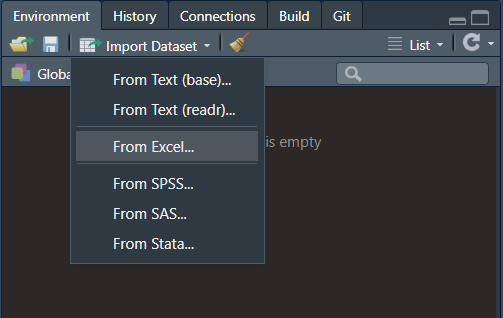 Environment History Connections Build Git
Import Dataset List
Globa
From Text (base)...
From Text (readr)...
From Excel...
is empty
From SPSS...
From SAS...
From Stata...